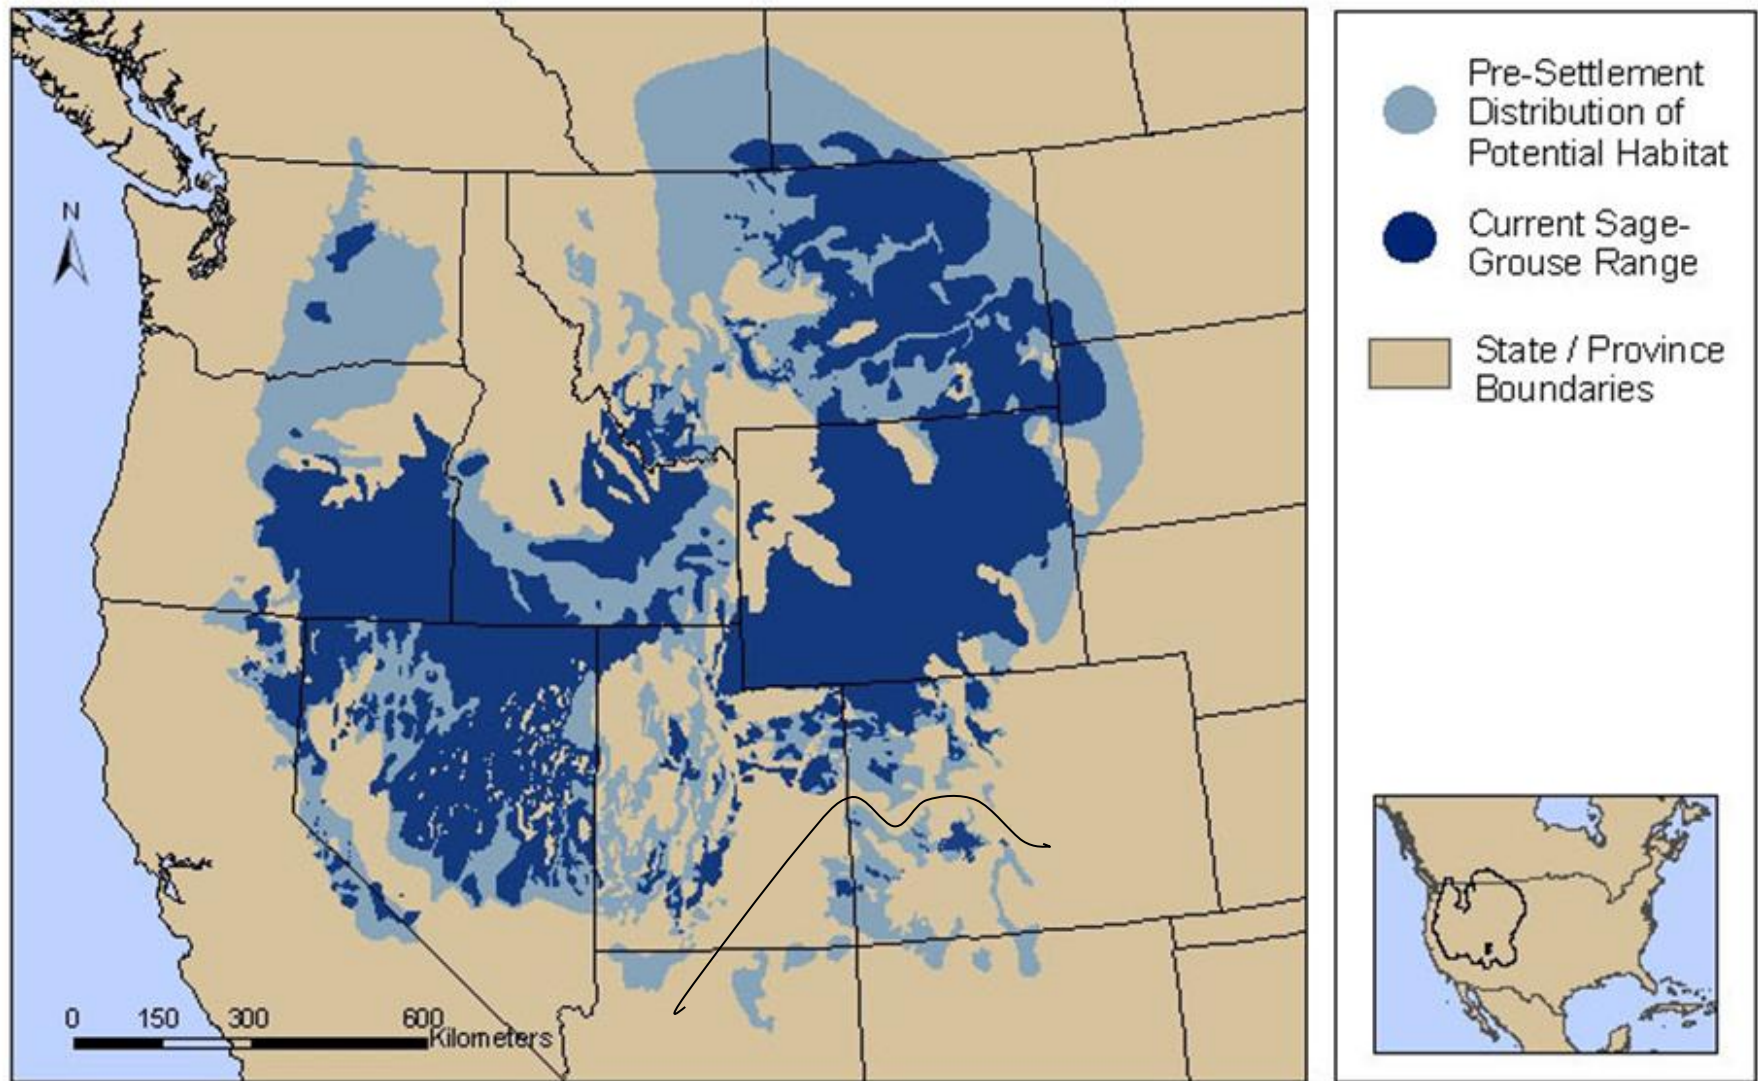 Pre-Settlement
Distribution of
Potential Habitat
Current Sage-
Grouse Range
State / Province
Boundaries
N
0 150 300 600
Kilometers